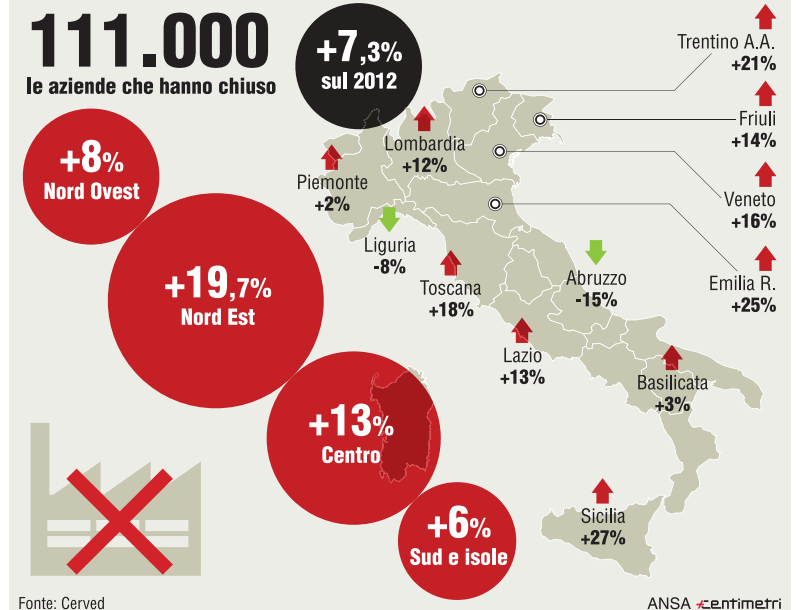 111.000
le aziende che hanno chiuso
+7,3%
sul 2012
+8%
Nord Ovest
+19,7%
Nord Est
+13%
Centro
+6%
Sud e isole
Trentino A.A.
+21%
Friuli
+14%
Veneto
+16%
Emilia R.
+25%
Lombardia
+12%
Piemonte
+2%
Liguria
-8%
Toscana
+18%
Abruzzo
-15%
Lazio
+13%
Basilicata
+3%
Sicilia
+27%
Fonte: Cerved
ANSA centimetri